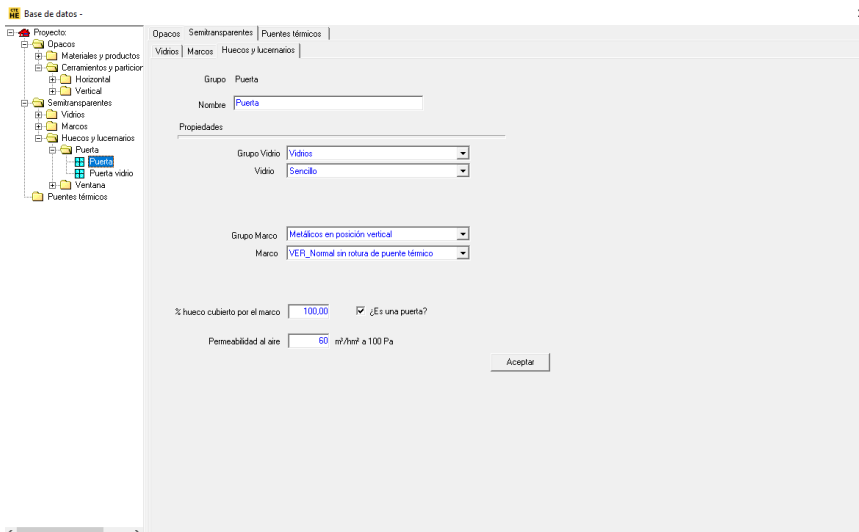 CTE
HE Base de datos -
Proyecto:
Opacos
Materiales y productos
Cerramientos y particion
Horizontal
Vertical
Semitransparentes
Vidrios
Marcos
Huecos y lucernarios
Puerta
Puerta
Puerta vidrio
Ventana
Puentes térmicos
Opacos Semitransparentes Puentes térmicos
Vidrios Marcos Huecos y lucernarios
Grupo Puerta
Nombre Puerta
Propiedades
Grupo Vidrio Vidrios
Vidrio Sencillo
Grupo Marco Metálicos en posición vertical
Marco VER_Normal sin rotura de puente térmico
% hueco cubierto por el marco 100,00 ¿Es una puerta?
Permeabilidad al aire 60 m³/hm² a 100 Pa
Aceptar